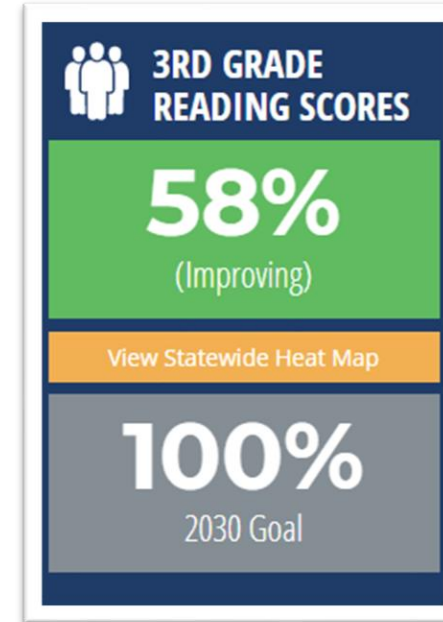 3RD GRADE
READING SCORES
58%
(Improving)
View Statewide Heat Map
100%
2030 Goal